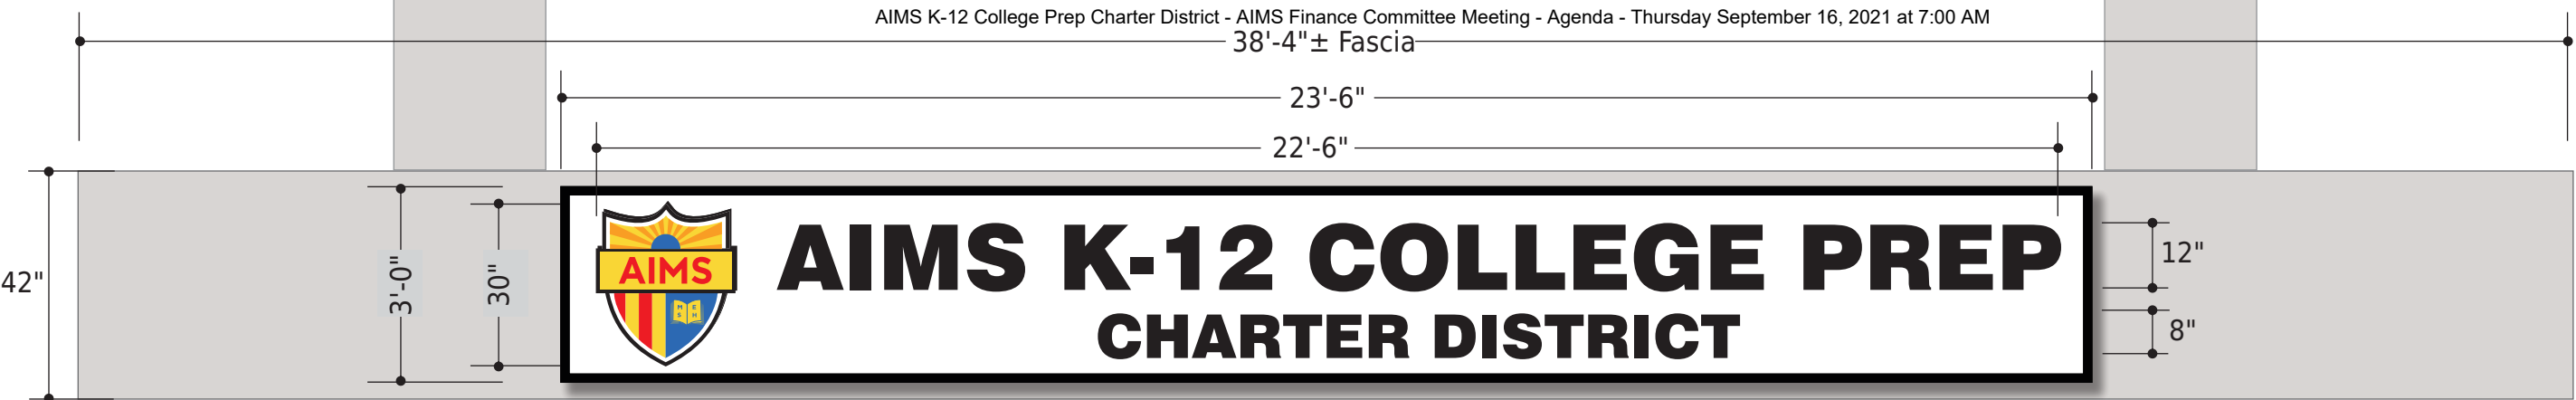 AIMS K-12 College Prep Charter District - AIMS Finance Committee Meeting - Agenda - Thursday September 16, 2021 at 7:00 AM
38'-4"± Fascia
23'-6"
22'-6"
42"
3'-0"
30"
AIMS
M E
S H
AIMS K-12 COLLEGE PREP
CHARTER DISTRICT
12"
8"